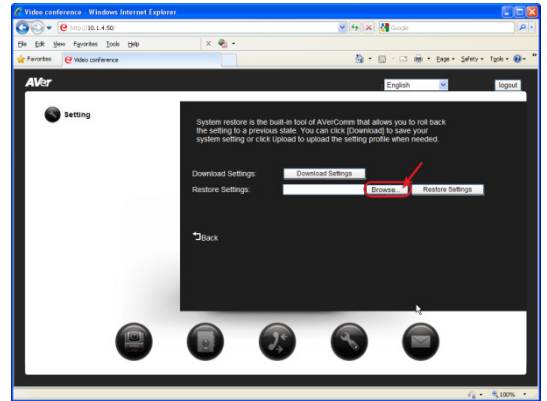 Video conference - Windows Internet Explorer
http://10.1.4.50/
Google
File Edit View Favorites Tools Help
Favorites Video conference
Page Safety Tools
AVer
English
logout
Setting
System restore is the built-in tool of AVerComm that allows you to roll back
the setting to a previous state. You can click [Download] to save your
system setting or click Upload to upload the setting profile when needed.
Download Settings: Download Settings
Restore Settings: Browse... Restore Settings
Back
100%